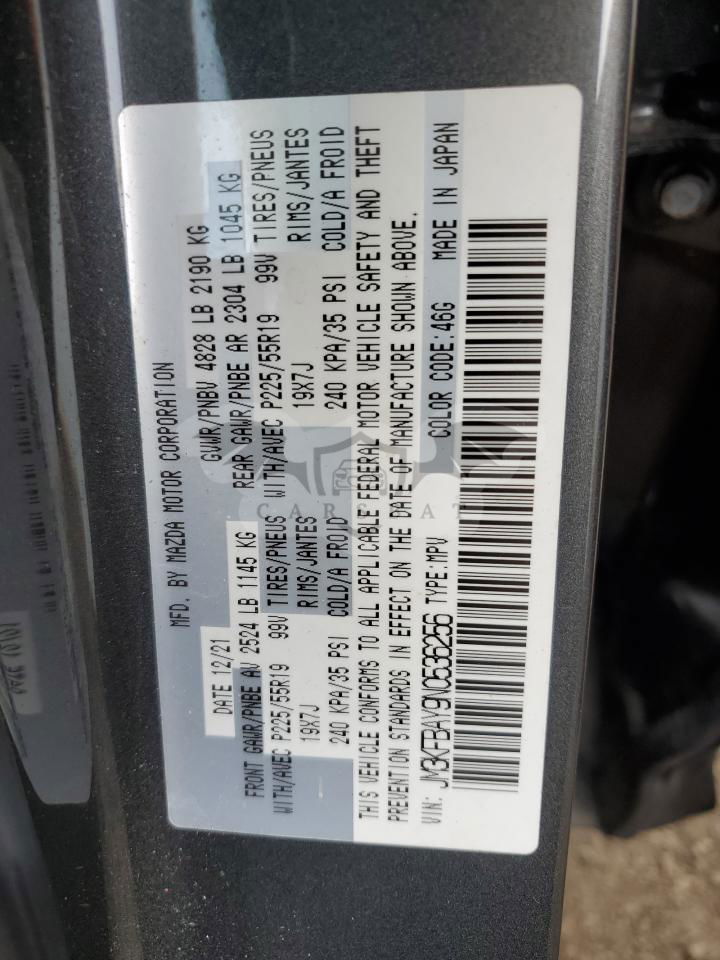 MFD. BY MAZDA MOTOR CORPORATION
DATE 12/21 GVWR/PNBV 4828 LB 2190 KG
FRONT GAWR/PNBE AV 2524 LB 1145 KG REAR GAWR/PNBE AR 2304 LB 1045 KG
WITH/AVEC P225/55R19 99V TIRES/PNEUS WITH/AVEC P225/55R19 99V TIRES/PNEUS
19X7J RIMS/JANTES 19X7J RIMS/JANTES
240 KPA/35 PSI COLD/A FROID 240 KPA/35 PSI COLD/A FROID
THIS VEHICLE CONFORMS TO ALL APPLICABLE FEDERAL MOTOR VEHICLE SAFETY AND THEFT
PREVENTION STANDARDS IN EFFECT ON THE DATE OF MANUFACTURE SHOWN ABOVE.
VIN: JM3KFBAY9N0536256 TYPE:MPV COLOR CODE:46G MADE IN JAPAN